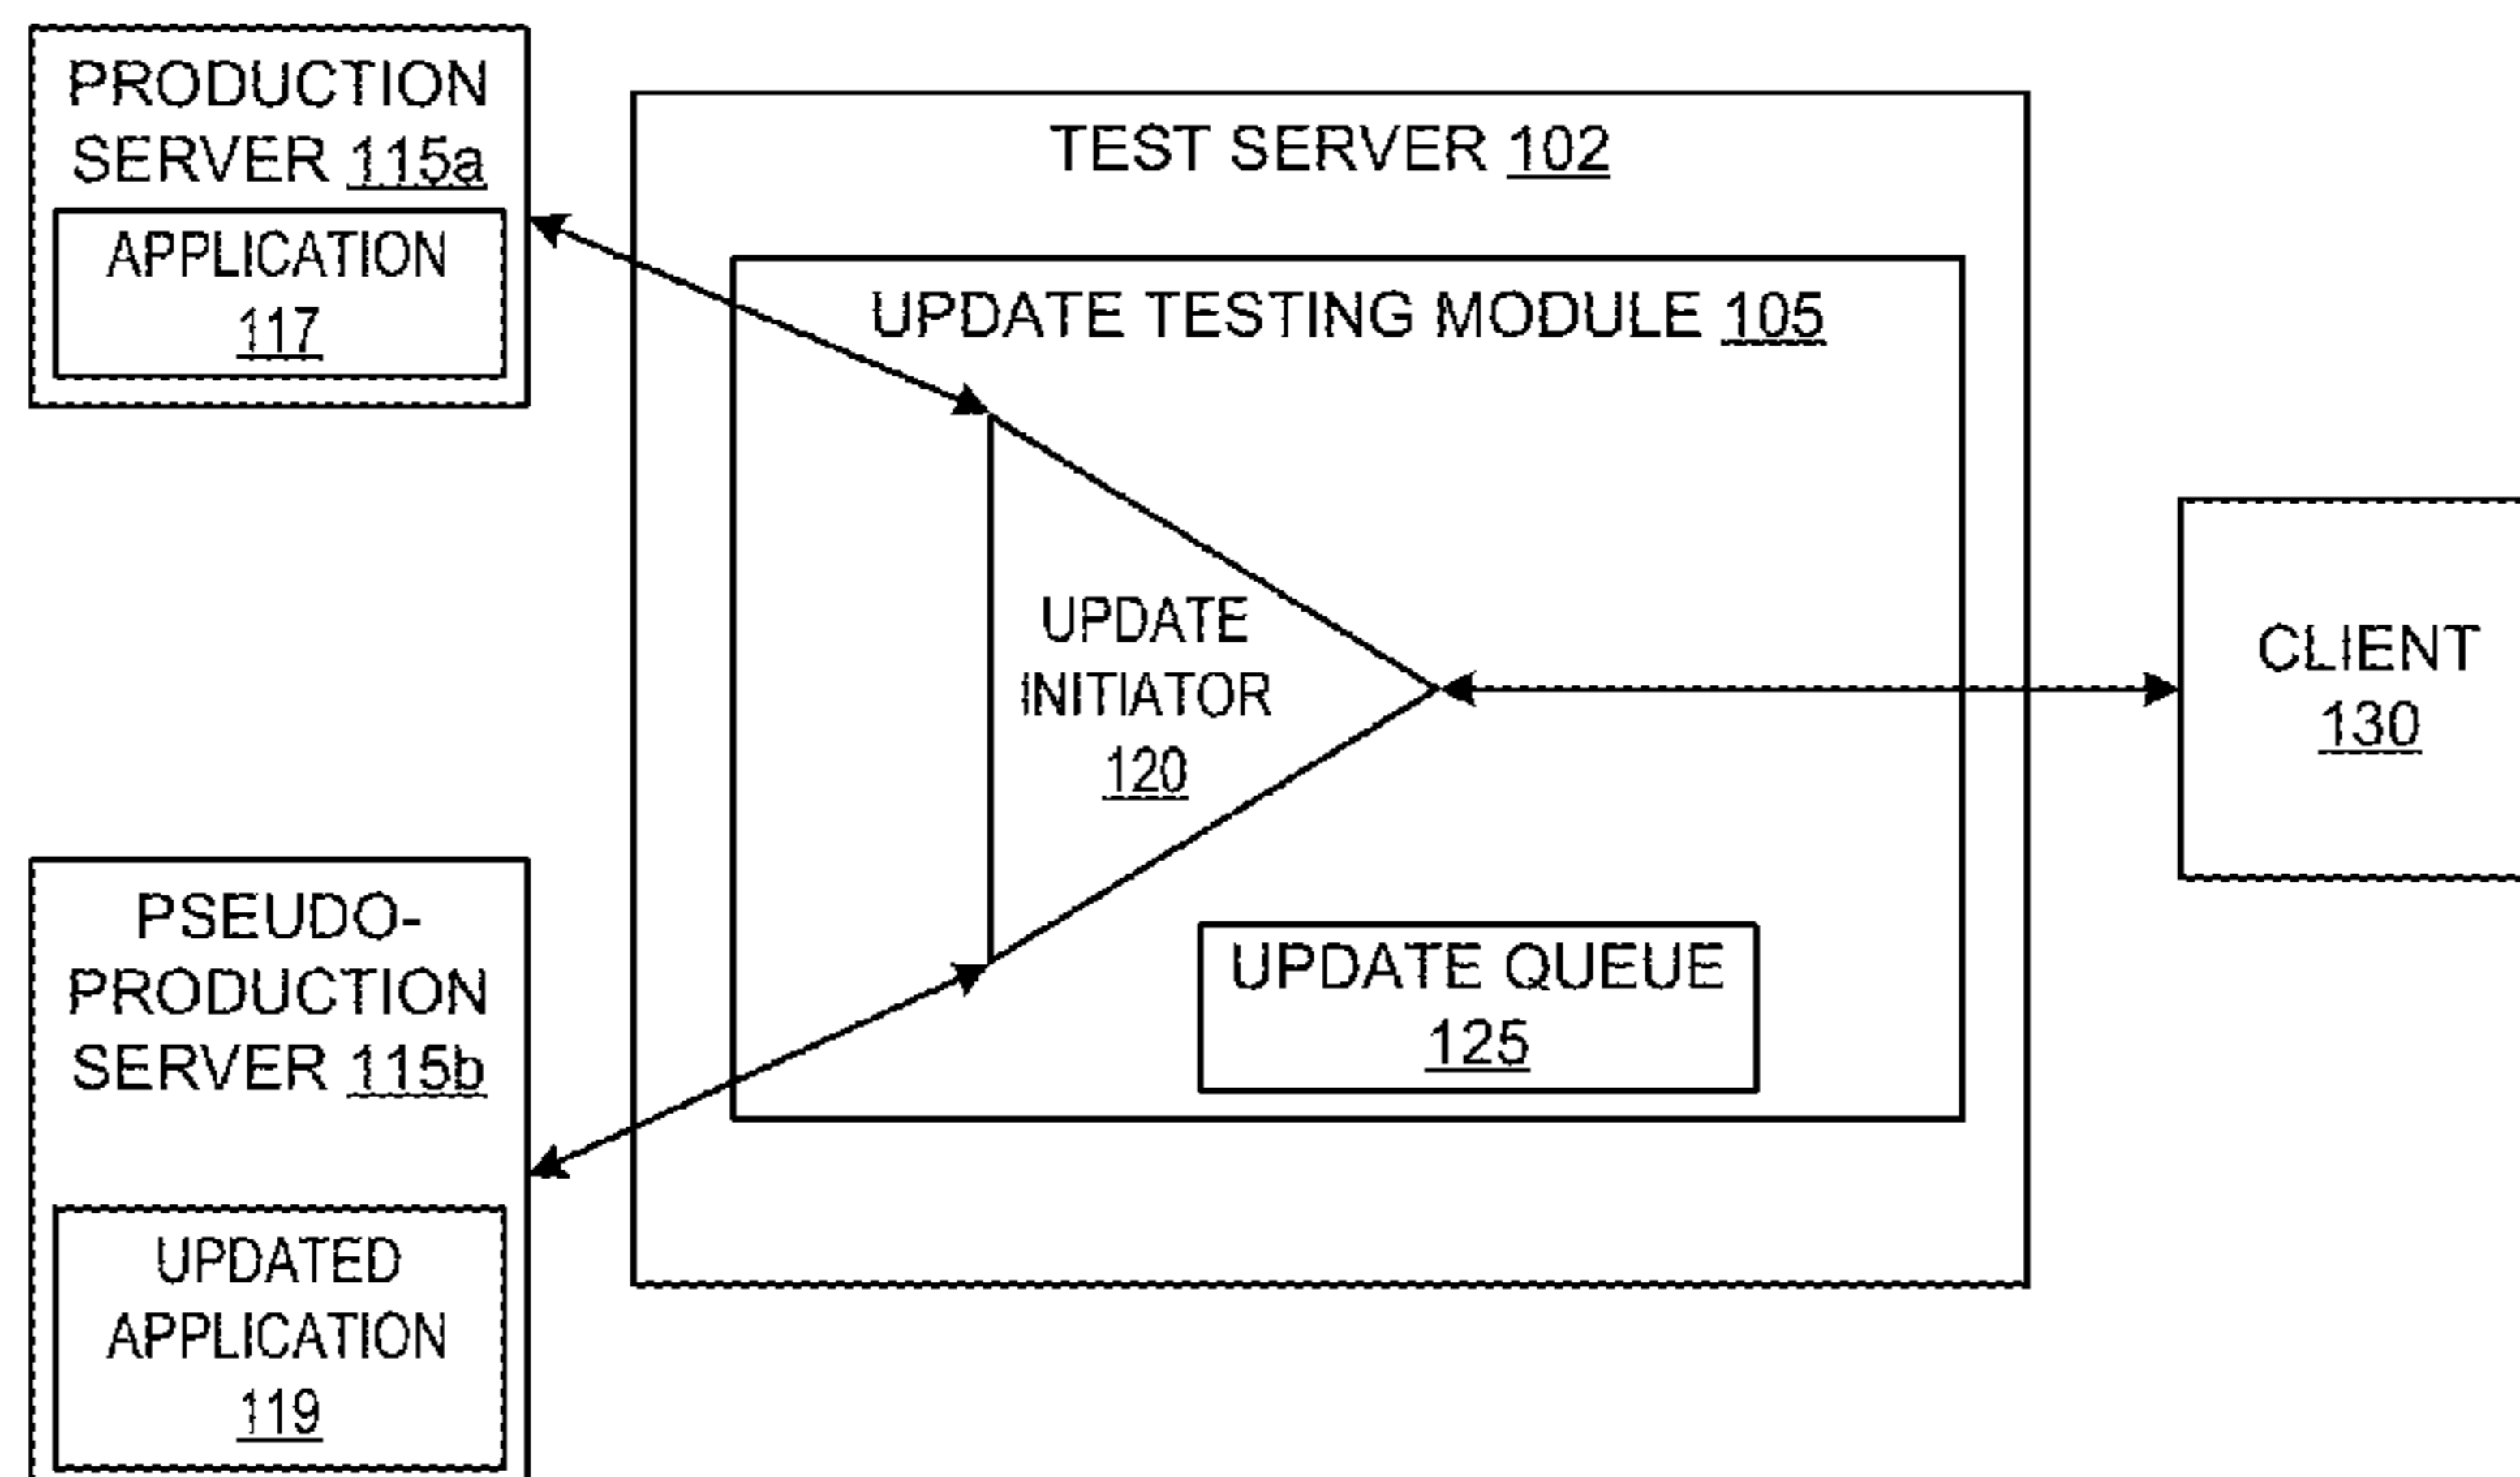 PRODUCTION
SERVER 115a
APPLICATION
117
TEST SERVER 102
UPDATE TESTING MODULE 105
UPDATE
INITIATOR
120
UPDATE QUEUE
125
CLIENT
130
PSEUDO-
PRODUCTION
SERVER 115b
UPDATED
APPLICATION
119